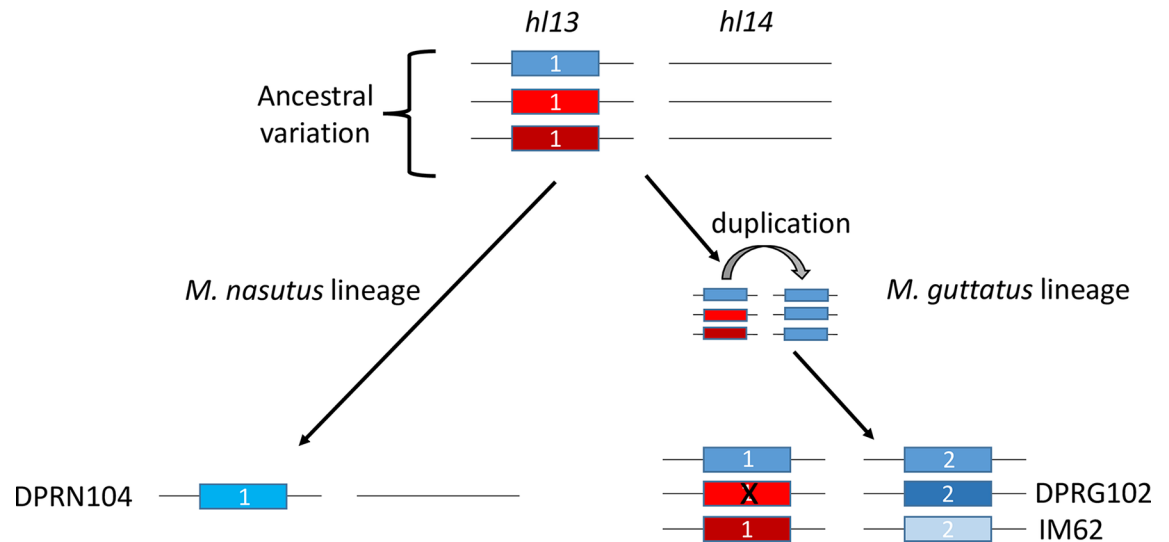 hl13 hl14
1
Ancestral
variation
1
1
duplication
M. nasutus lineage
M. guttatus lineage
1 2
DPRN104 1
X 2 DPRG102
1 2 IM62